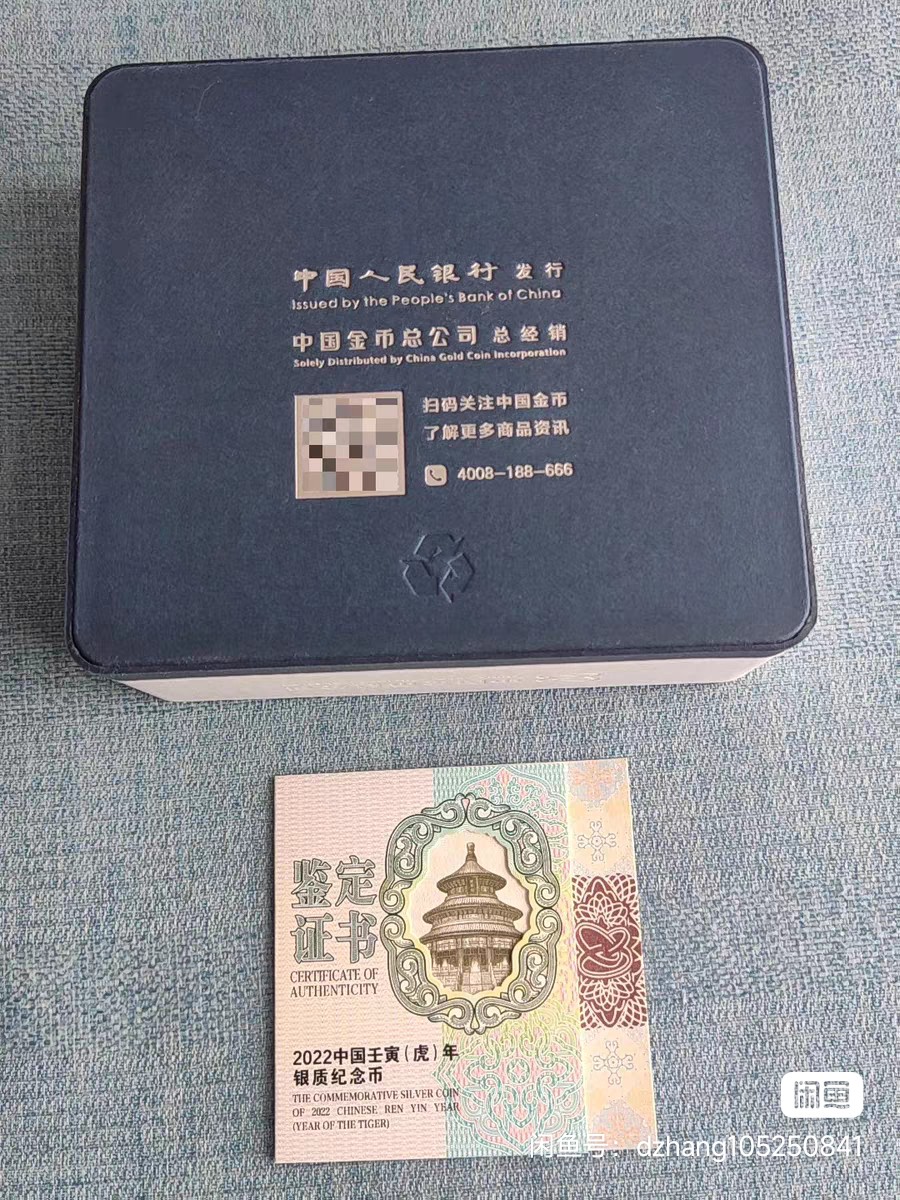 中国人民银行 发行
Issued by the People's Bank of China
中国金币总公司 总经销
Solely Distributed by China Gold Coin Incorporation
扫码关注中国金币
了解更多商品资讯
4008-188-666
鉴定
证书
CERTIFICATE OF
AUTHENTICITY
2022中国壬寅(虎)年
银质纪念币
THE COMMEMORATIVE SILVER COIN
OF 2022 CHINESE REN YIN YEAR
(YEAR OF THE TIGER)
闲鱼
闲鱼号：dzhang105250841